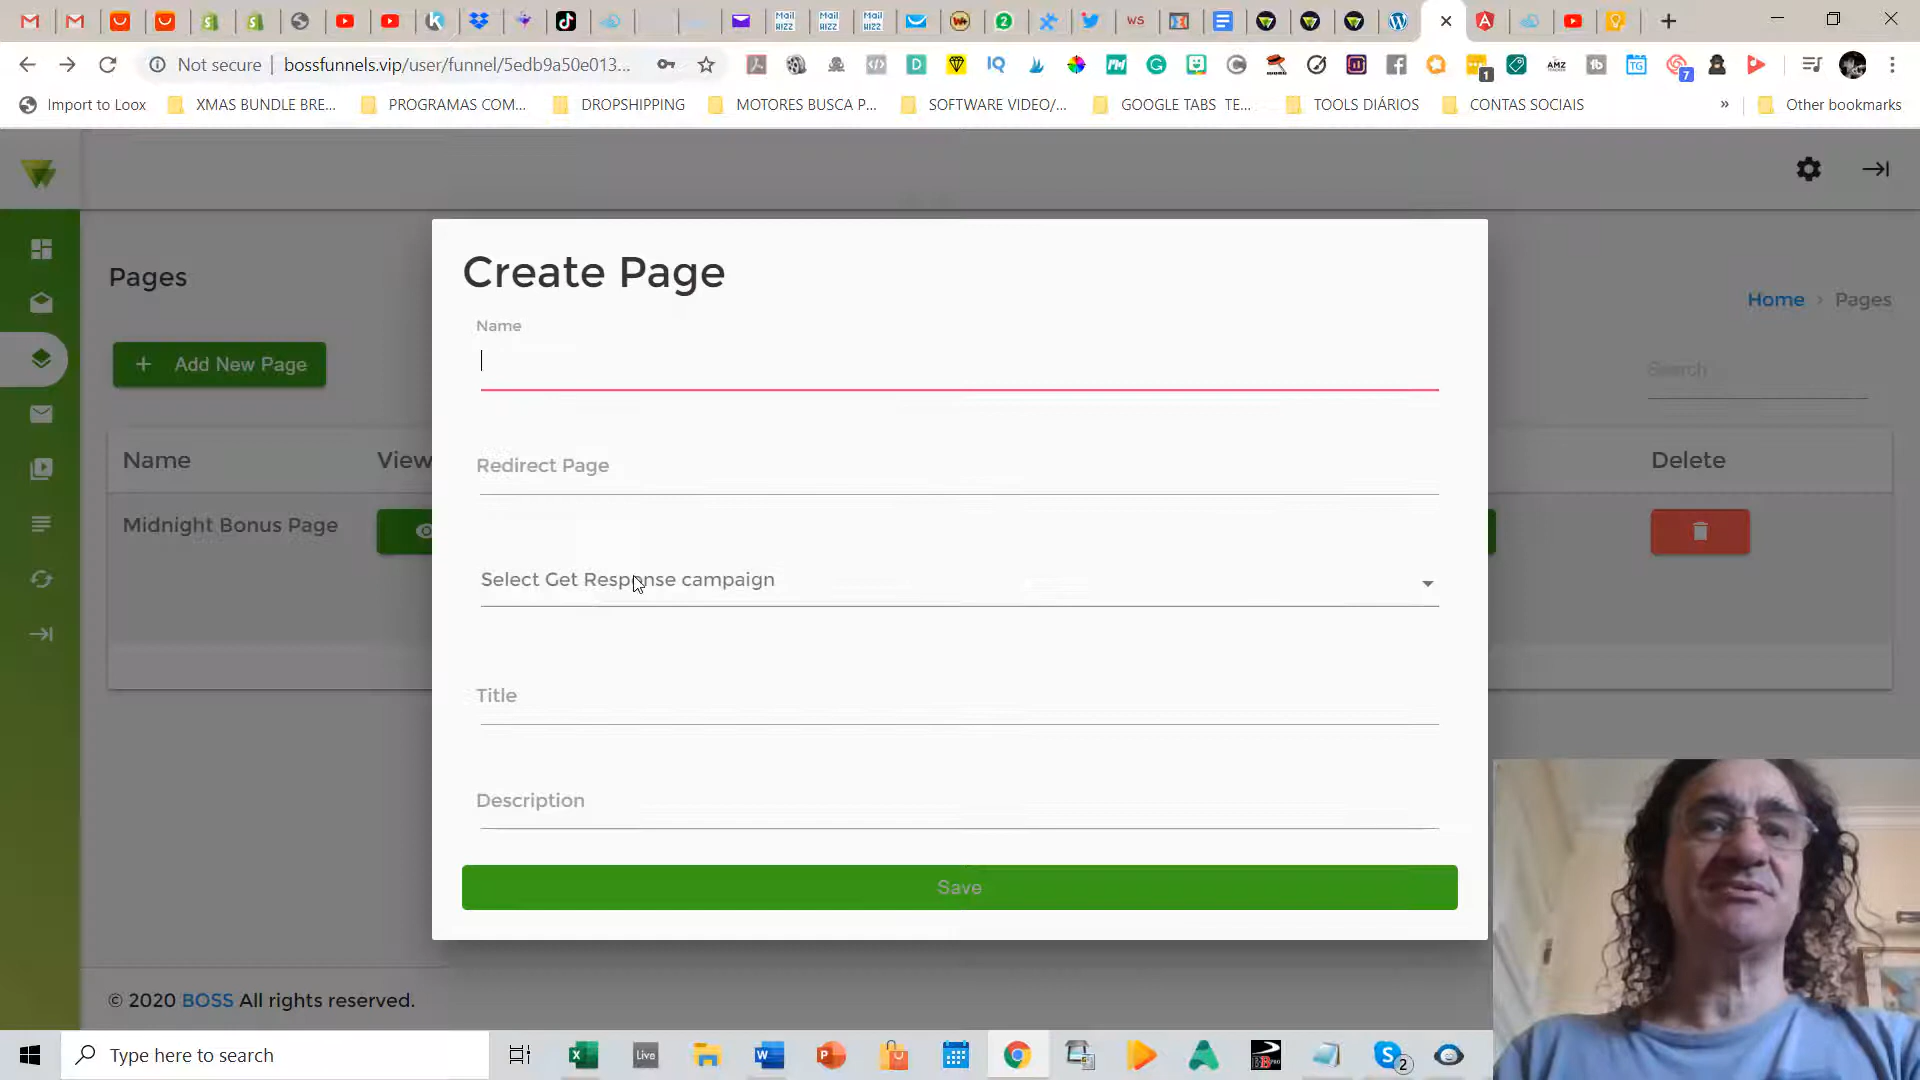 Not secure
bossfunnels.vip/user/funnel/5edb9a50e013...
Import to Loox
XMAS BUNDLE BRE...
PROGRAMAS COM...
DROPSHIPPING
MOTORES BUSCA P...
SOFTWARE VIDEO/...
GOOGLE TABS TE...
TOOLS DIÁRIOS
CONTAS SOCIAIS
»
Other bookmarks
Pages
Home › Pages
+ Add New Page
Search
Name
View
Delete
Midnight Bonus Page
Create Page
Name
Redirect Page
Select Get Response campaign
Title
Description
Save
© 2020 BOSS All rights reserved.
Type here to search